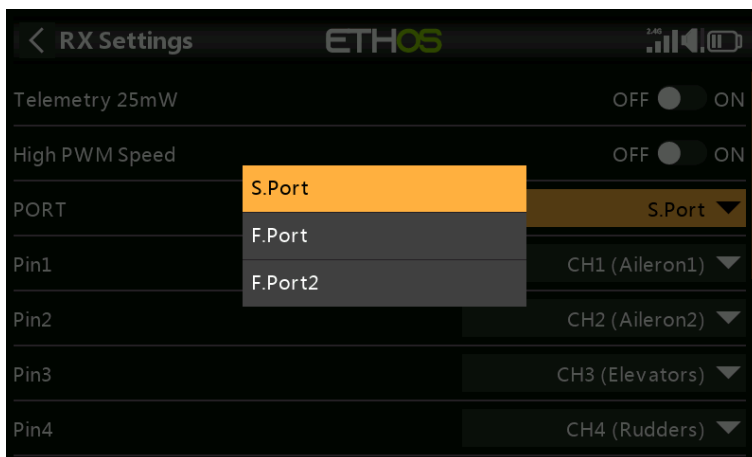 RX Settings ETHOS 2.4G
Telemetry 25mW OFF ON
High PWM Speed OFF ON
PORT S.Port
S.Port
F.Port
F.Port2
Pin1 CH1 (Aileron1)
Pin2 CH2 (Aileron2)
Pin3 CH3 (Elevators)
Pin4 CH4 (Rudders)